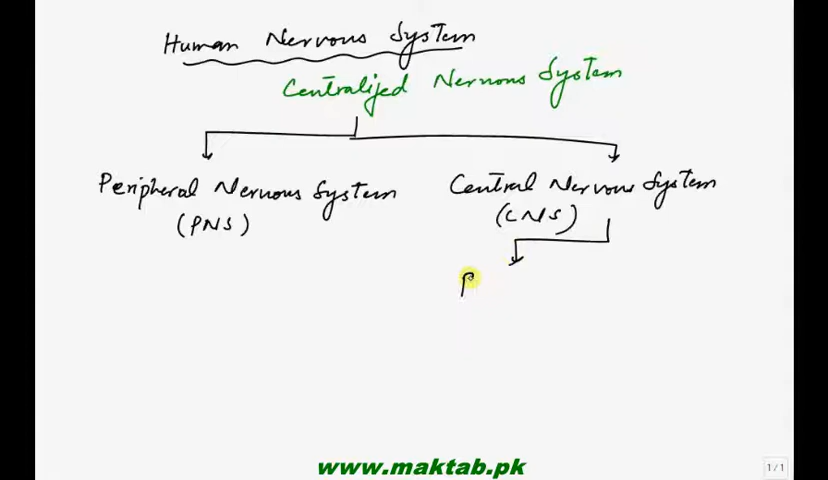 Human Nervous System
Centralized Nervous System
Peripheral Nervous System
(PNS)
Central Nervous System
(CNS)
www.maktab.pk
1/1